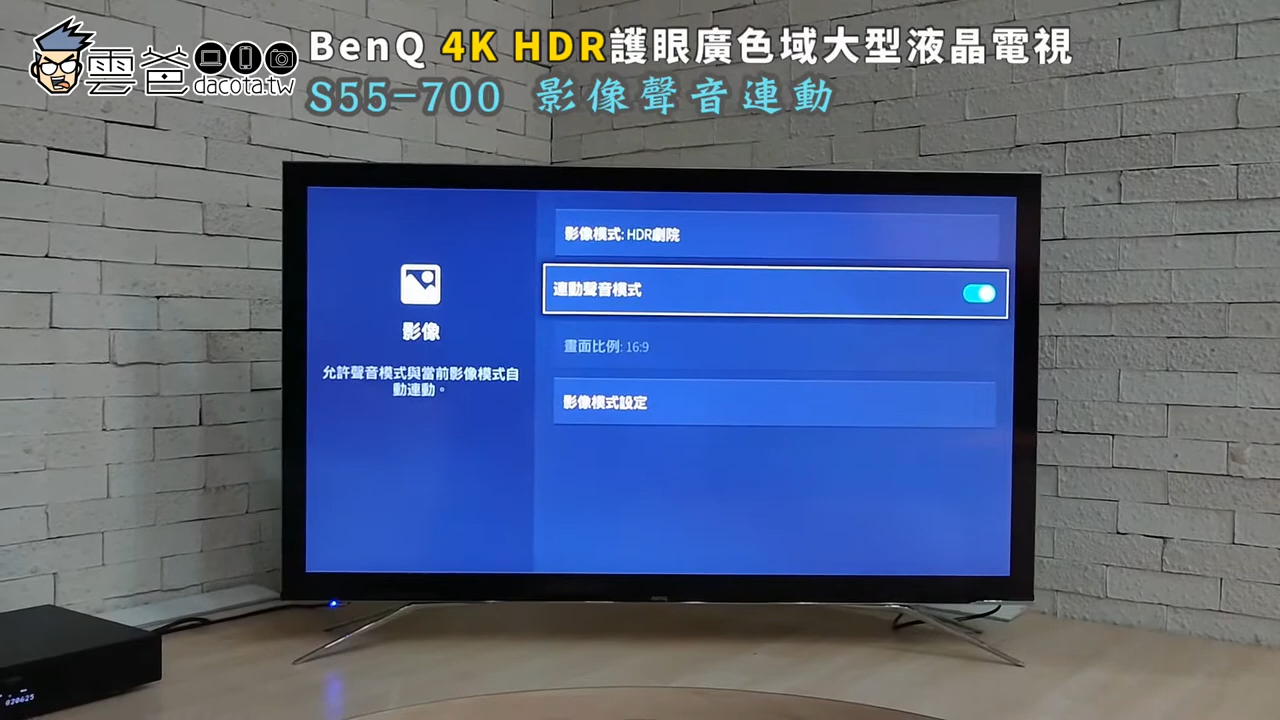 雲爸
dacota.tw
BenQ 4K HDR護眼廣色域大型液晶電視
S55-700 影像聲音連動
影像
允許聲音模式與當前影像模式自
動連動。
影像模式: HDR劇院
連動聲音模式
畫面比例: 16:9
影像模式設定
BenQ